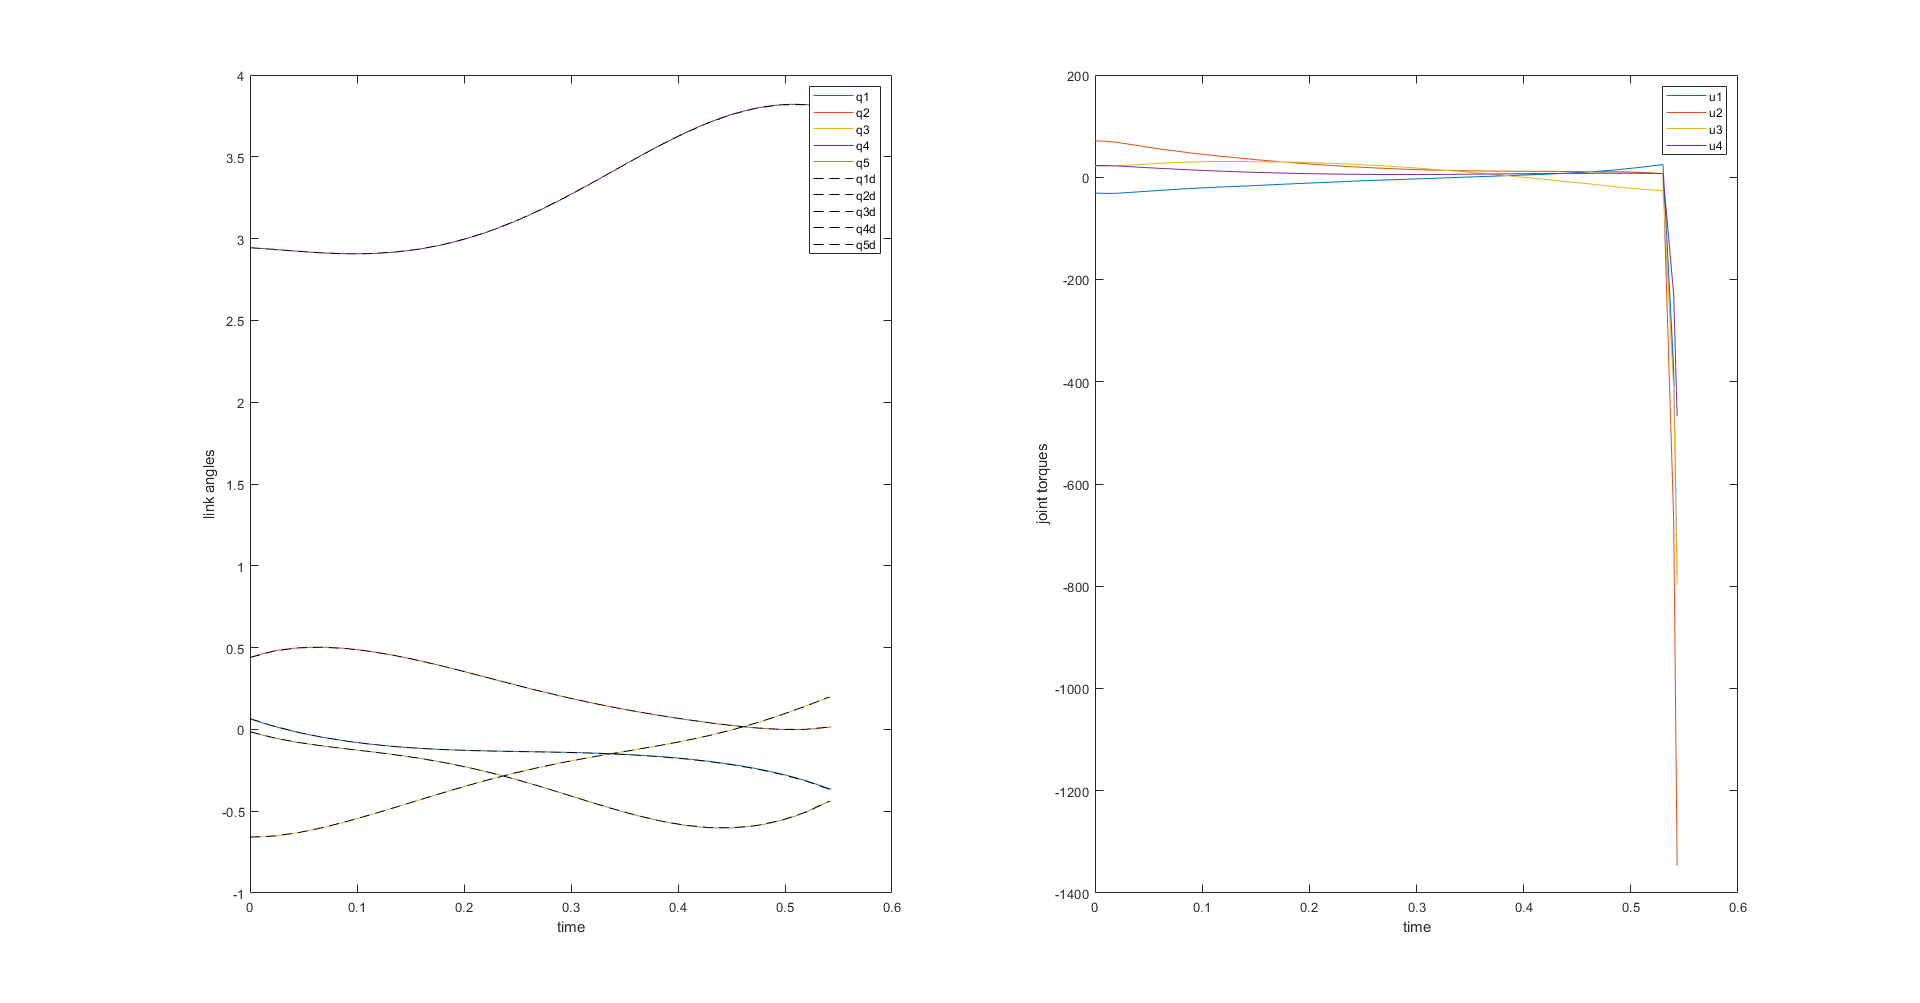 4
3.5
3
2.5
2
1.5
1
0.5
0
-0.5
-1
0
0.1
0.2
0.3
0.4
0.5
0.6
link angles
time
q1
q2
q3
q4
q5
q1d
q2d
q3d
q4d
q5d
200
0
-200
-400
-600
-800
-1000
-1200
-1400
0
0.1
0.2
0.3
0.4
0.5
0.6
joint torques
time
u1
u2
u3
u4